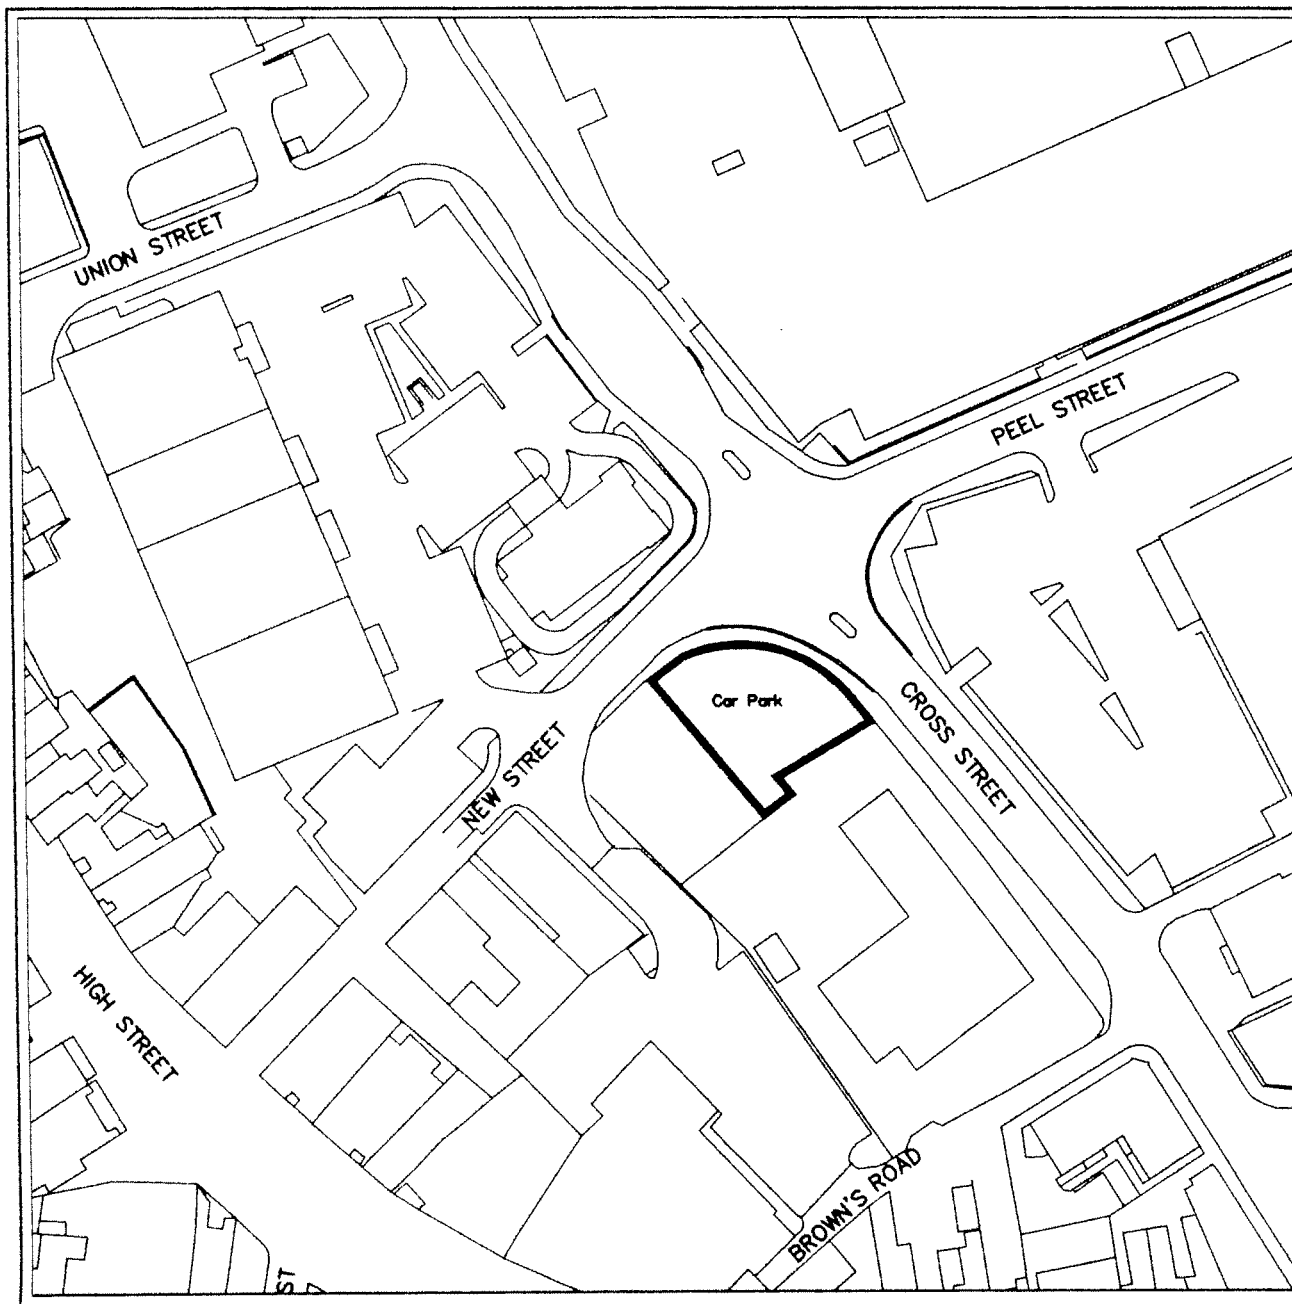 UNION STREET
PEEL STREET
Car Park
CROSS STREET
NEW STREET
HIGH STREET
BROWN'S ROAD
ST